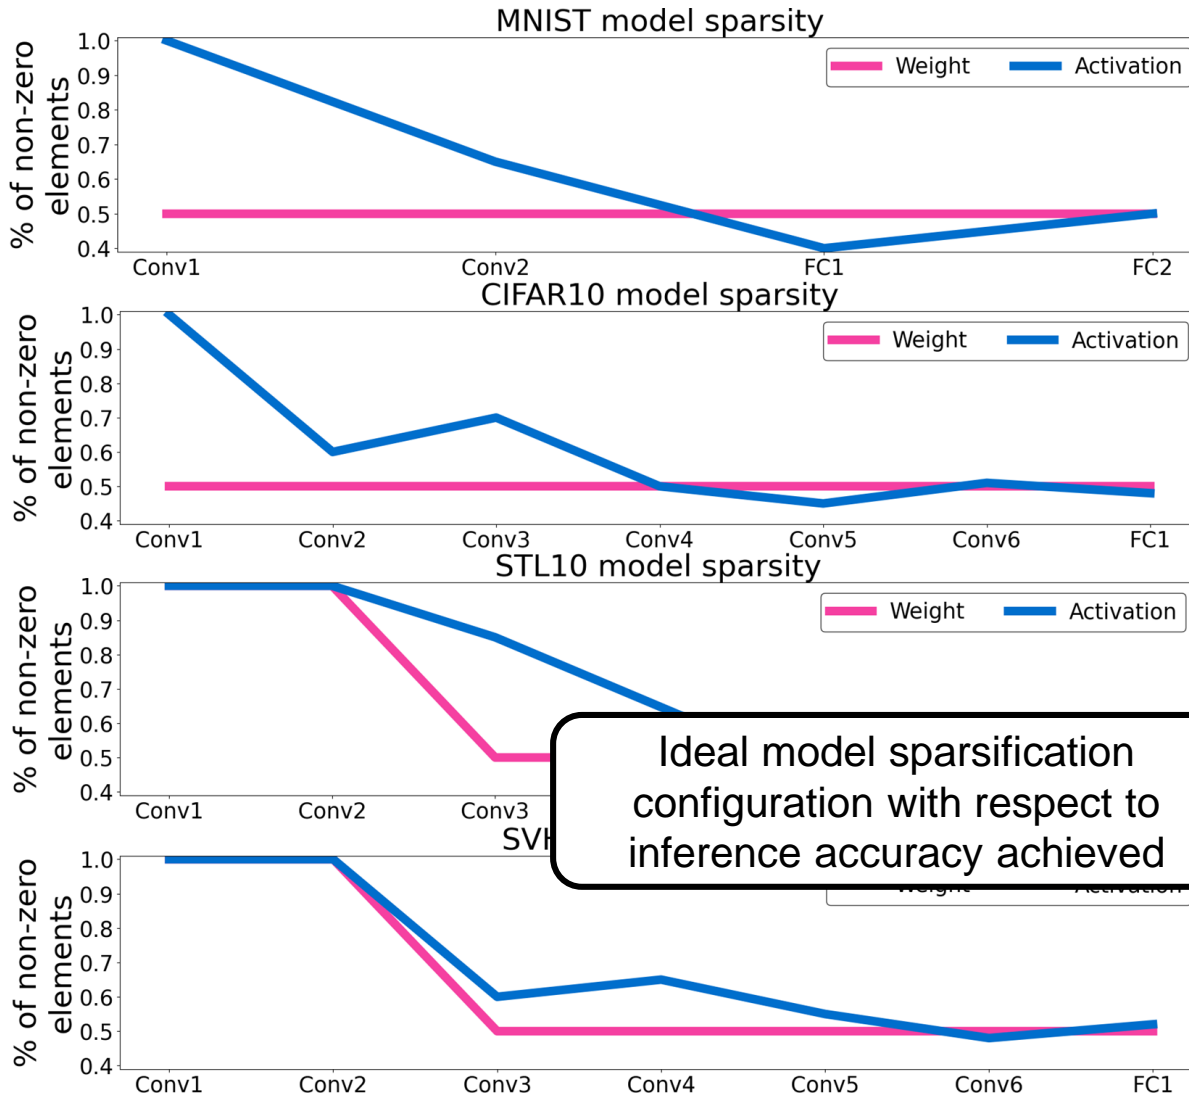 MNIST model sparsity
% of non-zero
elements
1.0
0.9
0.8
0.7
0.6
0.5
0.4
Weight Activation
Conv1 Conv2 FC1 FC2
CIFAR10 model sparsity
% of non-zero
elements
1.0
0.9
0.8
0.7
0.6
0.5
0.4
Weight Activation
Conv1 Conv2 Conv3 Conv4 Conv5 Conv6 FC1
STL10 model sparsity
% of non-zero
elements
1.0
0.9
0.8
0.7
0.6
0.5
0.4
Weight Activation
Conv1 Conv2 Conv3
Ideal model sparsification
configuration with respect to
inference accuracy achieved
% of non-zero
elements
1.0
0.9
0.8
0.7
0.6
0.5
0.4
Conv1 Conv2 Conv3 Conv4 Conv5 Conv6 FC1